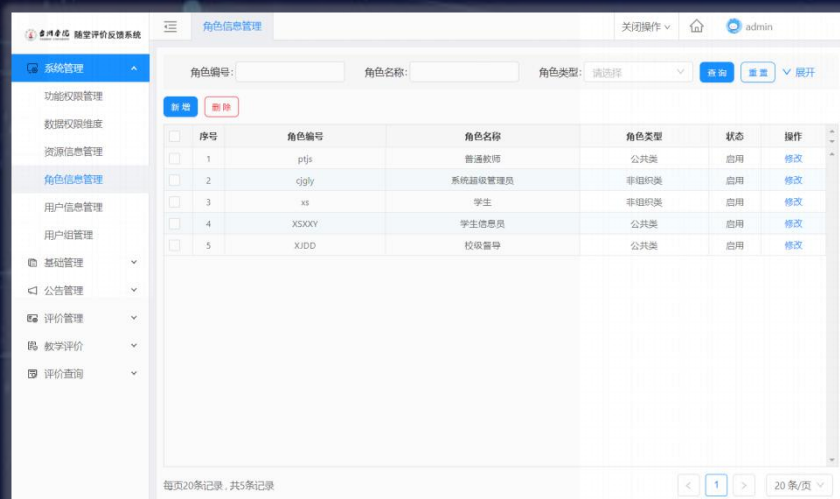 台州学院 随堂评价反馈系统
角色信息管理
关闭操作
admin
系统管理
功能权限管理
数据权限维度
资源信息管理
角色信息管理
用户信息管理
用户组管理
基础管理
公告管理
评价管理
教学评价
评价查询
角色编号: 角色名称: 角色类型: 请选择 查询 重置 展开
新增 删除
序号 角色编号 角色名称 角色类型 状态 操作
1 ptjs 普通教师 公共类 启用 修改
2 cjgly 系统超级管理员 非组织类 启用 修改
3 xs 学生 非组织类 启用 修改
4 XSXXY 学生信息员 公共类 启用 修改
5 XJDD 校级督导 公共类 启用 修改
每页20条记录 , 共5条记录
< 1 > 20 条/页